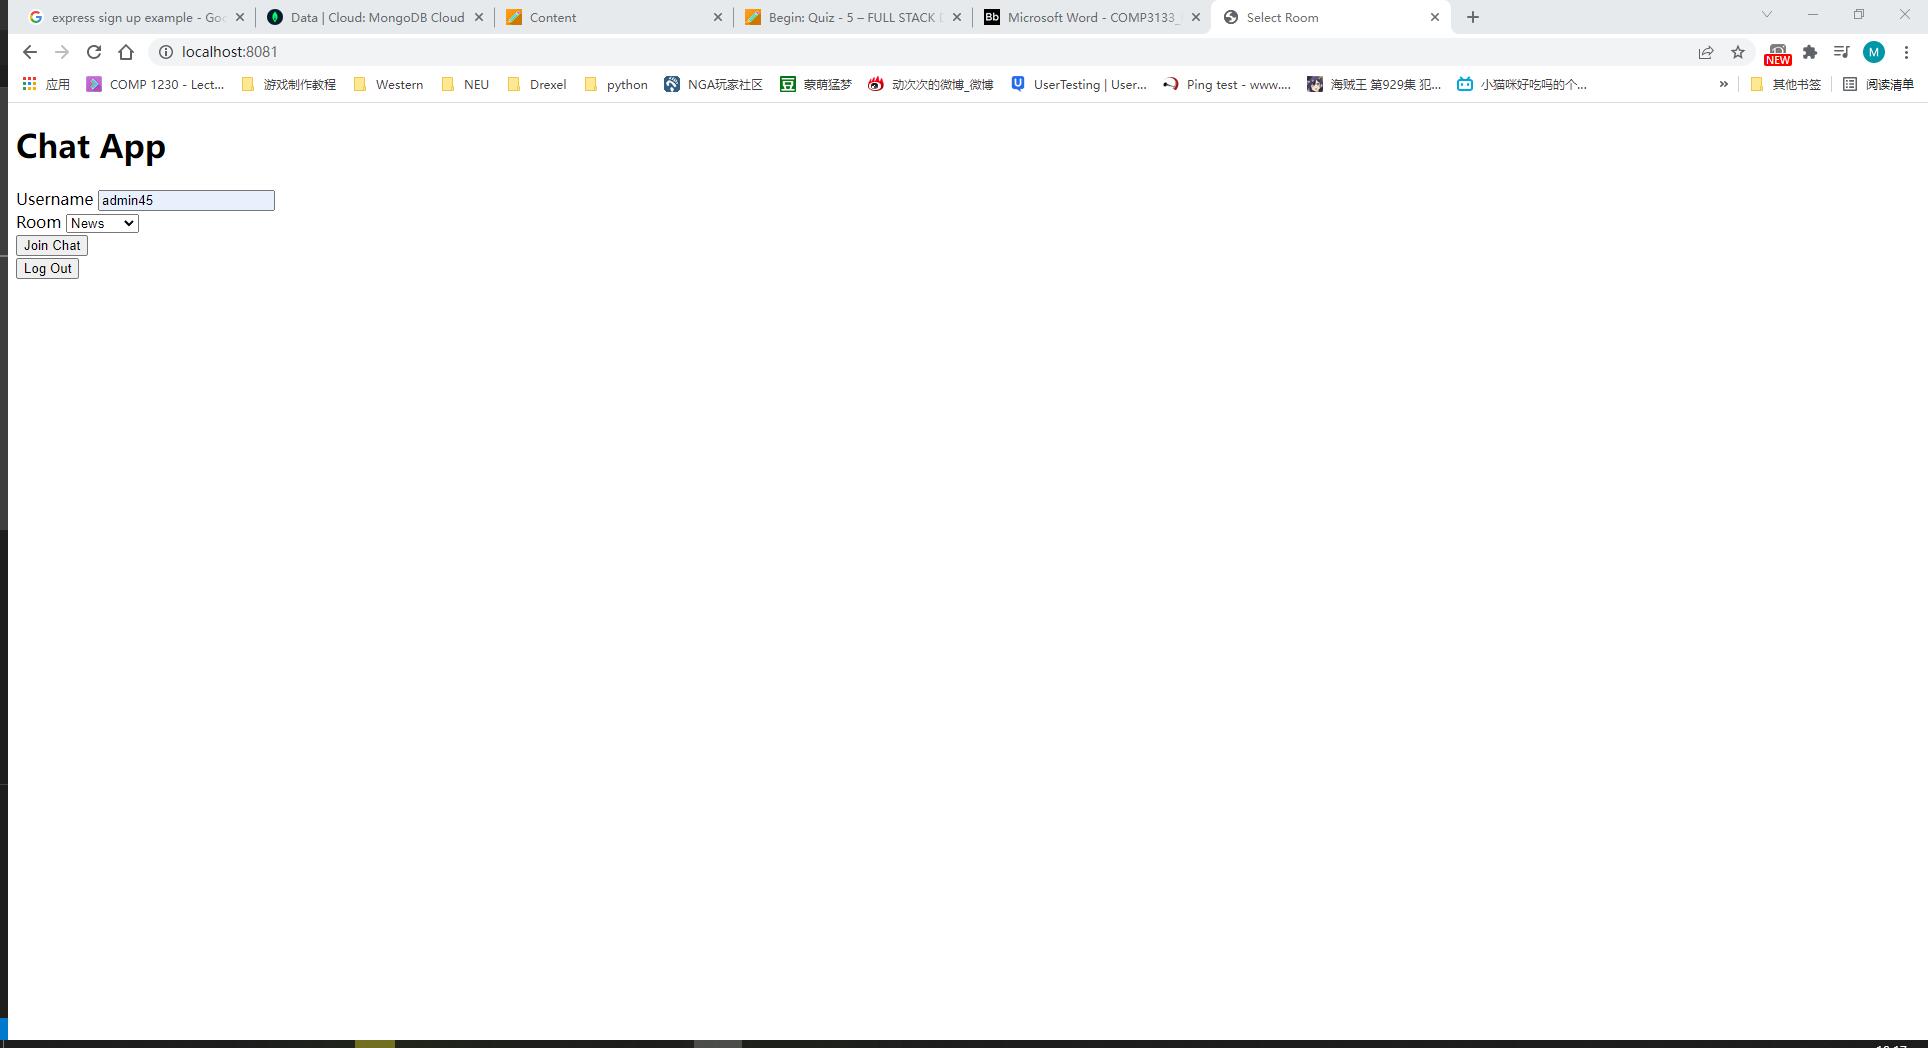 express sign up example - Goo
Data | Cloud: MongoDB Cloud
Content
Begin: Quiz - 5 – FULL STACK D
Microsoft Word - COMP3133_
Select Room
localhost:8081
NEW
M
应用
COMP 1230 - Lect...
游戏制作教程
Western
NEU
Drexel
python
NGA玩家社区
豆
蒙萌猛梦
动次次的微博_微博
UserTesting | User...
Ping test - www....
海贼王 第929集 犯...
小猫咪好吃吗的个...
»
其他书签
阅读清单
Chat App
Username admin45
Room News
Join Chat
Log Out